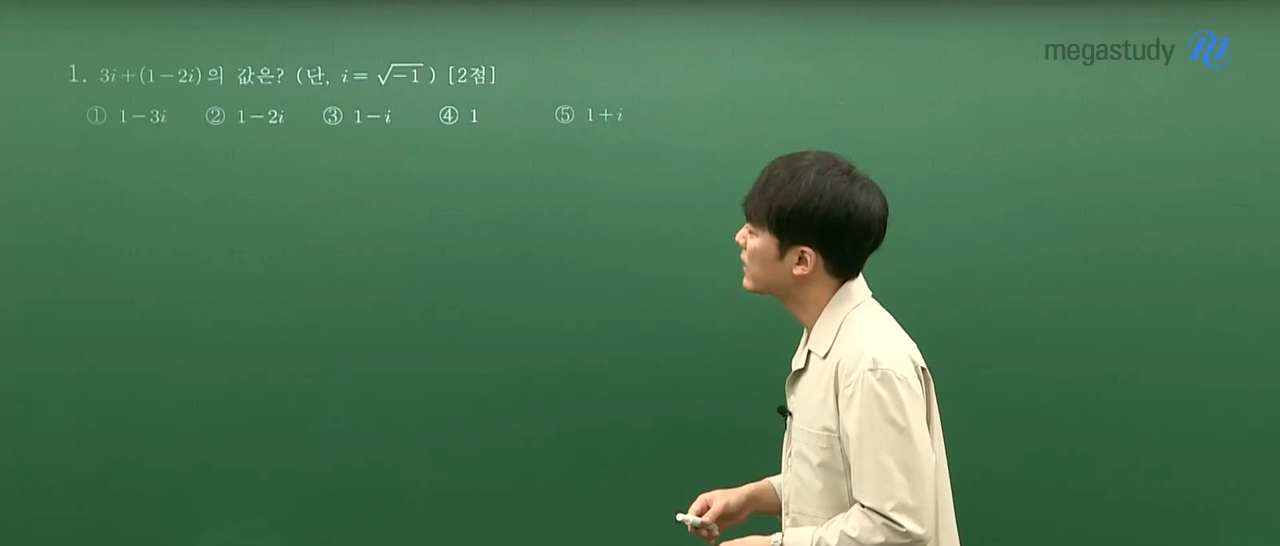 megastudy
1. 3i+(1-2i)의 값은? (단, i=√-1) [2점]
① 1-3i ② 1-2i ③ 1-i ④ 1 ⑤ 1+i